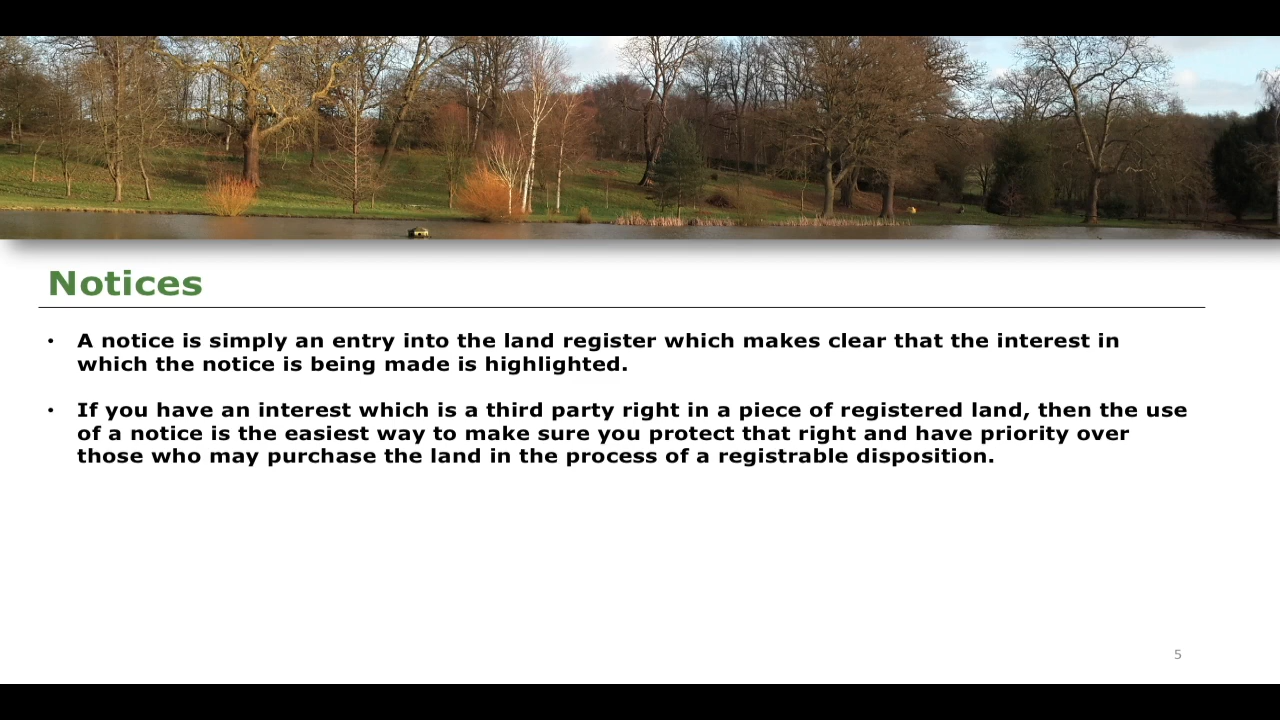 Notices
• A notice is simply an entry into the land register which makes clear that the interest in
which the notice is being made is highlighted.
• If you have an interest which is a third party right in a piece of registered land, then the use
of a notice is the easiest way to make sure you protect that right and have priority over
those who may purchase the land in the process of a registrable disposition.
5